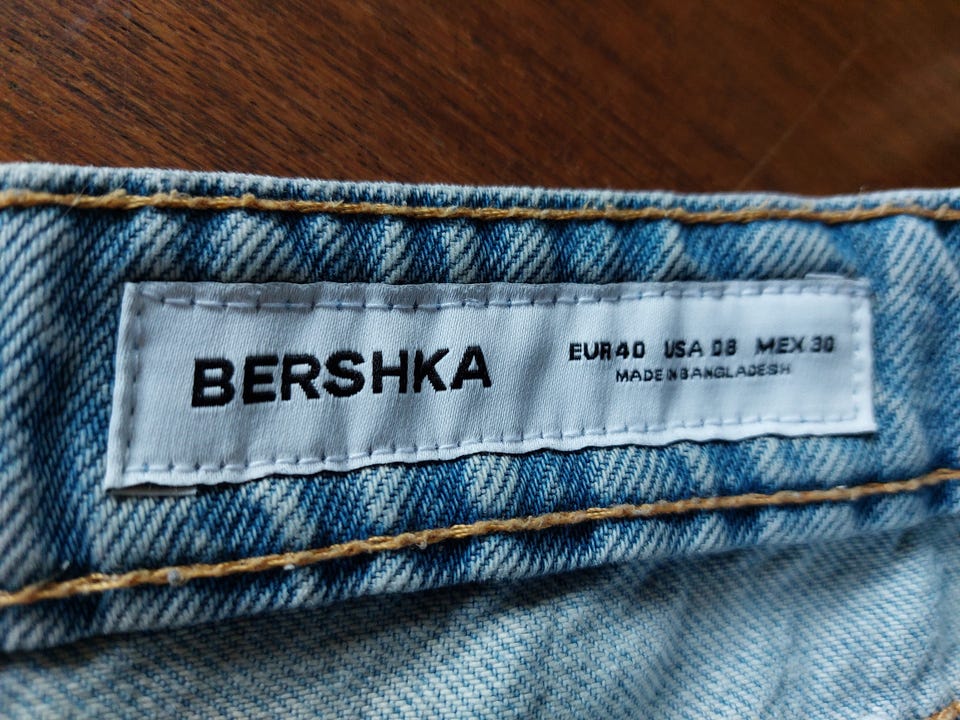 BERSHKA
EUR 40 USA 08 MEX 30
MADE IN BANGLADESH